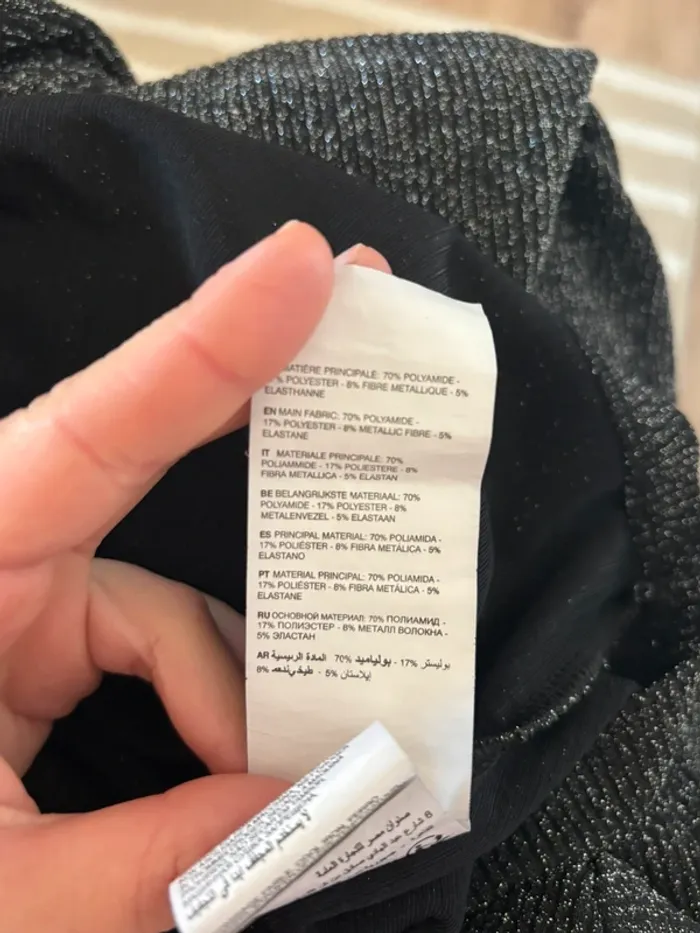 MATIÈRE PRINCIPALE: 70% POLYAMIDE -
% POLYESTER - 8% FIBRE METALLIQUE - 5%
ELASTHANNE
EN MAIN FABRIC: 70% POLYAMIDE -
17% POLYESTER - 8% METALLIC FIBRE - 5%
ELASTANE
IT MATERIALE PRINCIPALE: 70%
POLIAMMIDE - 17% POLIESTERE - 8%
FIBRA METALLICA - 5% ELASTAN
BE BELANGRIJKSTE MATERIAAL: 70%
POLYAMIDE - 17% POLYESTER - 8%
METALENVEZEL - 5% ELASTAAN
ES PRINCIPAL MATERIAL: 70% POLIAMIDA -
17% POLIÉSTER - 8% FIBRA METÁLICA - 5%
ELASTANO
PT MATERIAL PRINCIPAL: 70% POLIAMIDA -
17% POLIÉSTER - 8% FIBRA METÁLICA - 5%
ELASTANE
RU ОСНОВНОЙ МАТЕРИАЛ: 70% ПОЛИАМИД -
17% ПОЛИЭСТЕР - 8% МЕТАЛЛ ВОЛОКНА -
5% ЭЛАСТАН
AR المادة الرئيسية 70% بولياميد - 17% بوليستر
8% - 5% إيلاستان
صفوان مصر للتجارة العامة